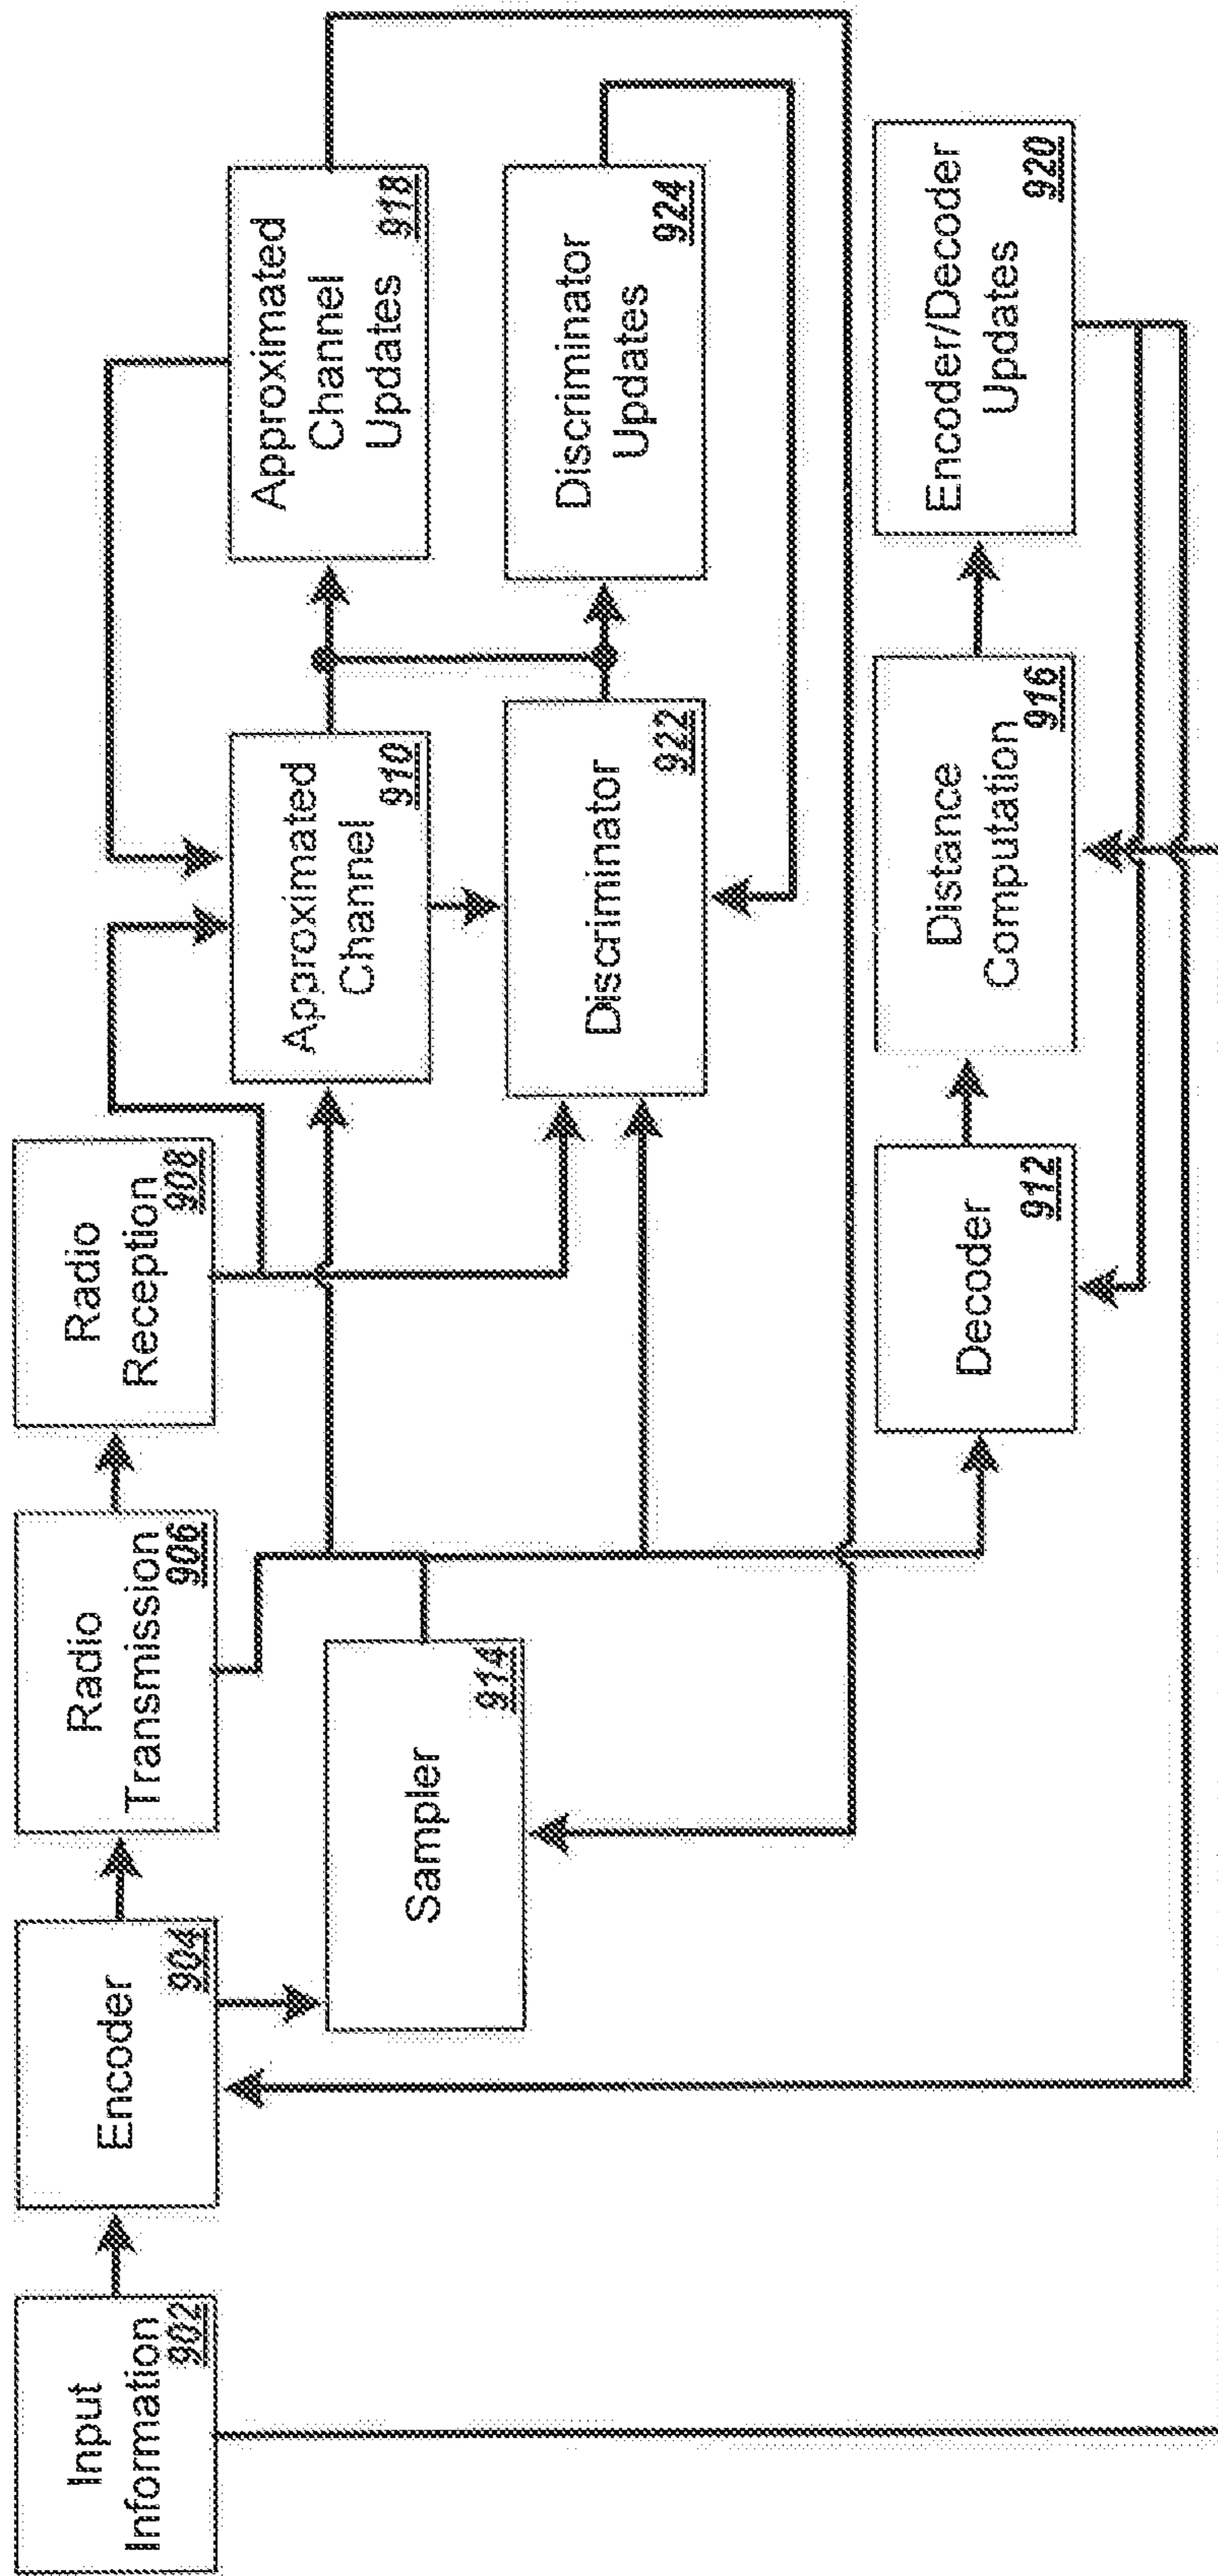 Input
Information
902
Encoder
904
Radio
Transmission
906
Radio
Reception
908
Sampler
914
Approximated
Channel
910
Approximated
Channel
Updates
918
Discriminator
922
Discriminator
Updates
924
Decoder
912
Distance
Computation
916
Encoder/Decoder
Updates
920